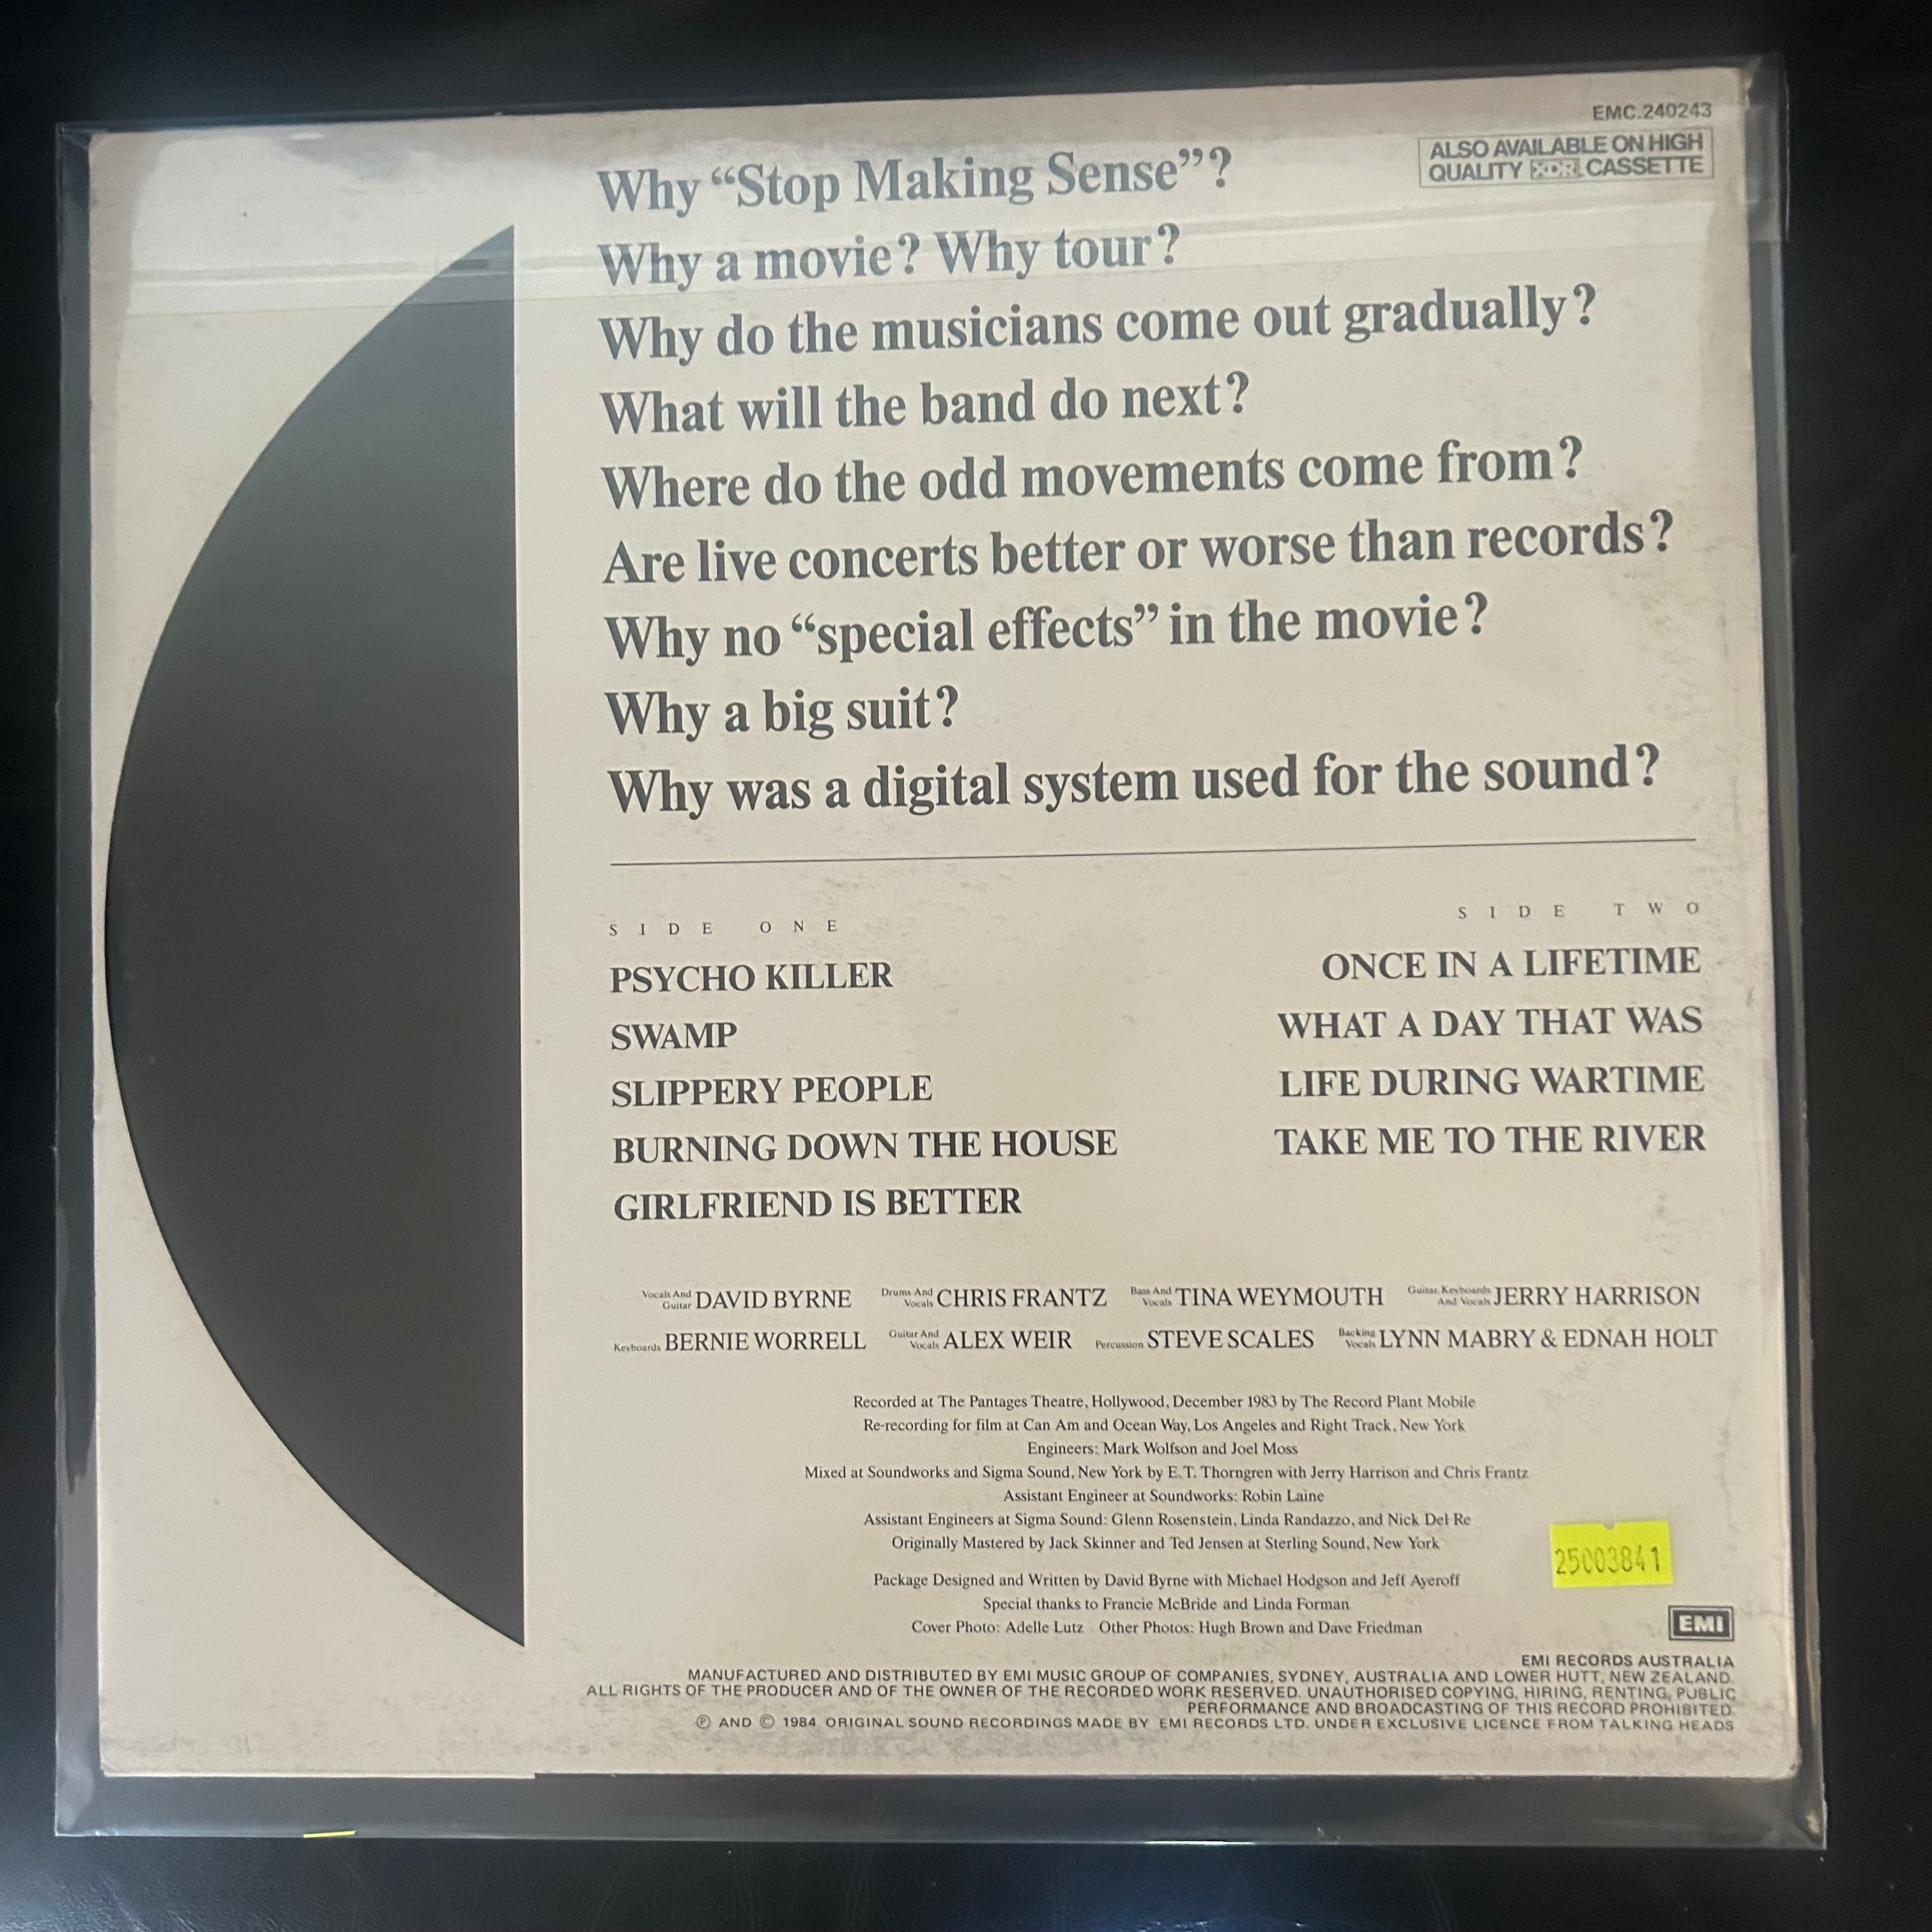 EMC.240243
ALSO AVAILABLE ON HIGH
QUALITY XDR CASSETTE
Why “Stop Making Sense”?
Why a movie? Why tour?
Why do the musicians come out gradually?
What will the band do next?
Where do the odd movements come from?
Are live concerts better or worse than records?
Why no “special effects” in the movie?
Why a big suit?
Why was a digital system used for the sound?
SIDE ONE
PSYCHO KILLER
SWAMP
SLIPPERY PEOPLE
BURNING DOWN THE HOUSE
GIRLFRIEND IS BETTER
SIDE TWO
ONCE IN A LIFETIME
WHAT A DAY THAT WAS
LIFE DURING WARTIME
TAKE ME TO THE RIVER
Vocals And Guitar DAVID BYRNE Drums And Vocals CHRIS FRANTZ Bass And Vocals TINA WEYMOUTH Guitar, Keyboards And Vocals JERRY HARRISON
Keyboards BERNIE WORRELL Guitar And Vocals ALEX WEIR Percussion STEVE SCALES Backing Vocals LYNN MABRY & EDNAH HOLT
Recorded at The Pantages Theatre, Hollywood, December 1983 by The Record Plant Mobile
Re-recording for film at Can Am and Ocean Way, Los Angeles and Right Track, New York
Engineers: Mark Wolfson and Joel Moss
Mixed at Soundworks and Sigma Sound, New York by E.T. Thorngren with Jerry Harrison and Chris Frantz
Assistant Engineer at Soundworks: Robin Laine
Assistant Engineers at Sigma Sound: Glenn Rosenstein, Linda Randazzo, and Nick Del Re
Originally Mastered by Jack Skinner and Ted Jensen at Sterling Sound, New York
Package Designed and Written by David Byrne with Michael Hodgson and Jeff Ayeroff
Special thanks to Francie McBride and Linda Forman
Cover Photo: Adelle Lutz Other Photos: Hugh Brown and Dave Friedman
25003841
EMI
EMI RECORDS AUSTRALIA
MANUFACTURED AND DISTRIBUTED BY EMI MUSIC GROUP OF COMPANIES, SYDNEY, AUSTRALIA AND LOWER HUTT, NEW ZEALAND.
ALL RIGHTS OF THE PRODUCER AND OF THE OWNER OF THE RECORDED WORK RESERVED. UNAUTHORISED COPYING, HIRING, RENTING, PUBLIC
PERFORMANCE AND BROADCASTING OF THIS RECORD PROHIBITED.
Ⓟ AND © 1984 ORIGINAL SOUND RECORDINGS MADE BY EMI RECORDS LTD. UNDER EXCLUSIVE LICENCE FROM TALKING HEADS